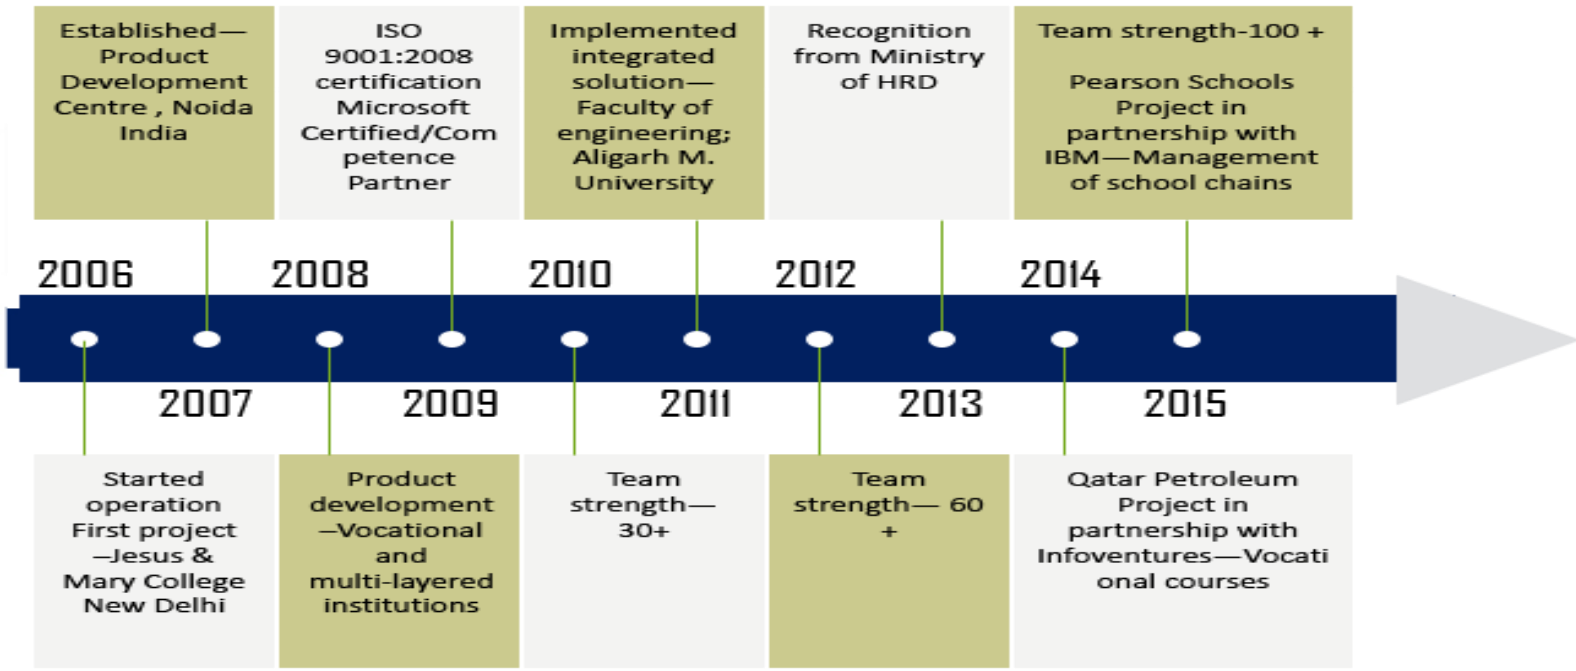 Established—
Product
Development
Centre , Noida
India
ISO
9001:2008
certification
Microsoft
Certified/Com
petence
Partner
Implemented
integrated
solution—
Faculty of
engineering;
Aligarh M.
University
Recognition
from Ministry
of HRD
Team strength-100 +
Pearson Schools
Project in
partnership with
IBM—Management
of school chains
2006
2008
2010
2012
2014
2007
2009
2011
2013
2015
Started
operation
First project
–Jesus &
Mary College
New Delhi
Product
development
–Vocational
and
multi-layered
institutions
Team
strength—
30+
Team
strength— 60
+
Qatar Petroleum
Project in
partnership with
Infoventures—Vocati
onal courses